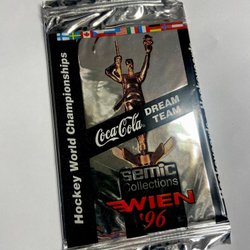 Hockey World Championships
Coca-Cola
DREAM
TEAM
semic
collections
WIEN
'96